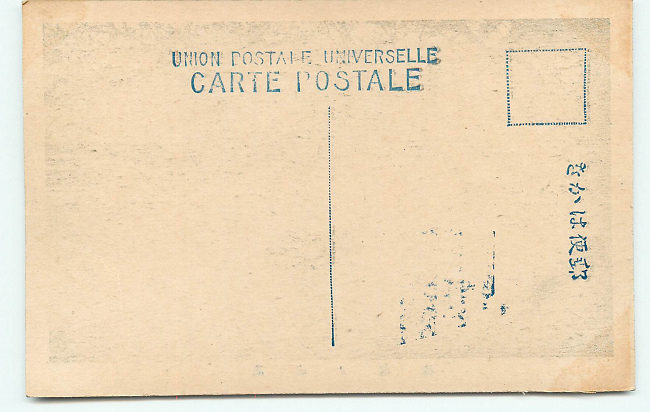 UNION POSTALE UNIVERSELLE
CARTE POSTALE
郵便はかき